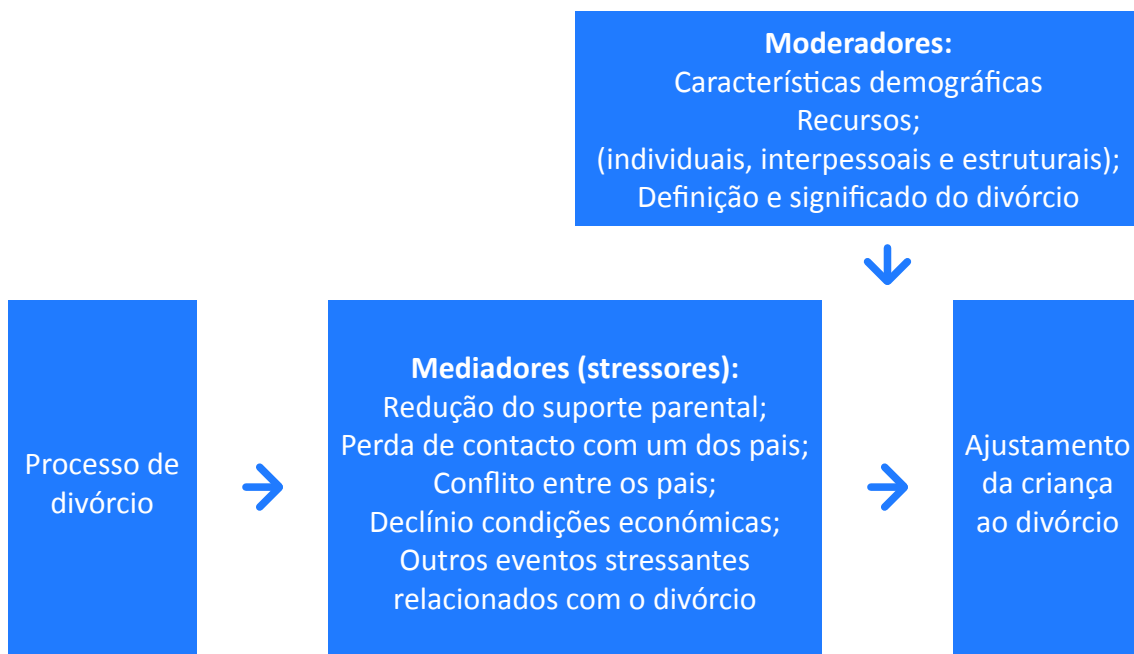 Moderadores:
Características demográficas
Recursos;
(individuais, interpessoais e estruturais);
Definição e significado do divórcio
Processo de
divórcio
Mediadores (stressores):
Redução do suporte parental;
Perda de contacto com um dos pais;
Conflito entre os pais;
Declínio condições económicas;
Outros eventos stressantes
relacionados com o divórcio
Ajustamento
da criança
ao divórcio